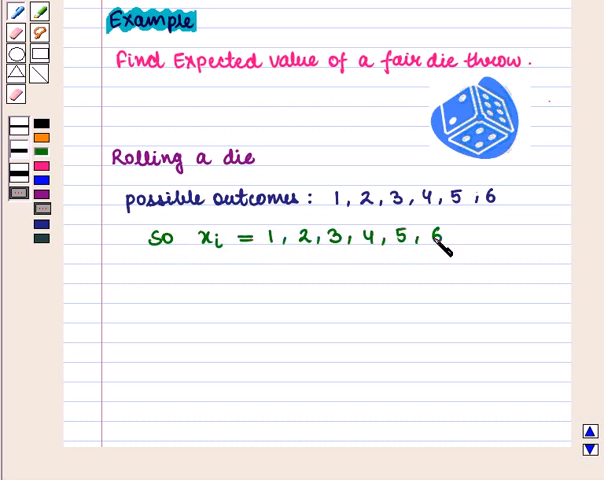 Example
Find Expected value of a fair die throw.
Rolling a die
possible outcomes: 1, 2, 3, 4, 5, 6
So xi = 1, 2, 3, 4, 5, 6